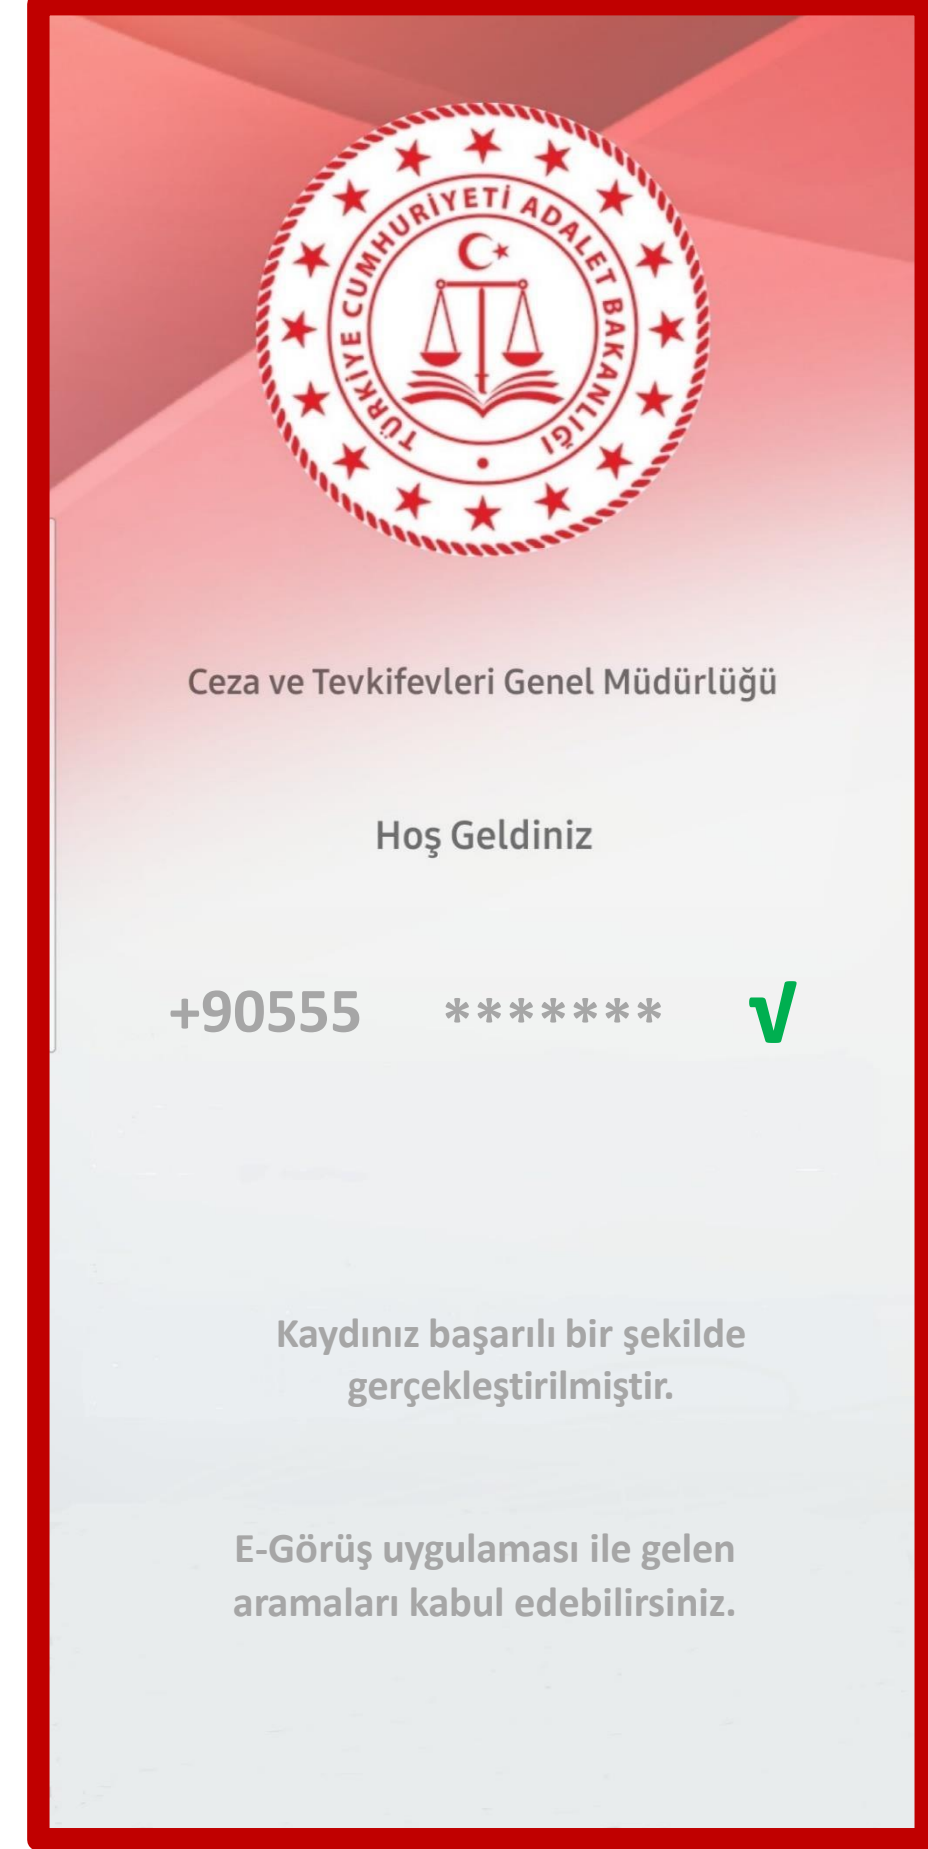 TÜRKİYE CUMHURİYETİ ADALET BAKANLIĞI
Ceza ve Tevkifevleri Genel Müdürlüğü
Hoş Geldiniz
+90555 ******* √
Kaydınız başarılı bir şekilde
gerçekleştirilmiştir.
E-Görüş uygulaması ile gelen
aramaları kabul edebilirsiniz.